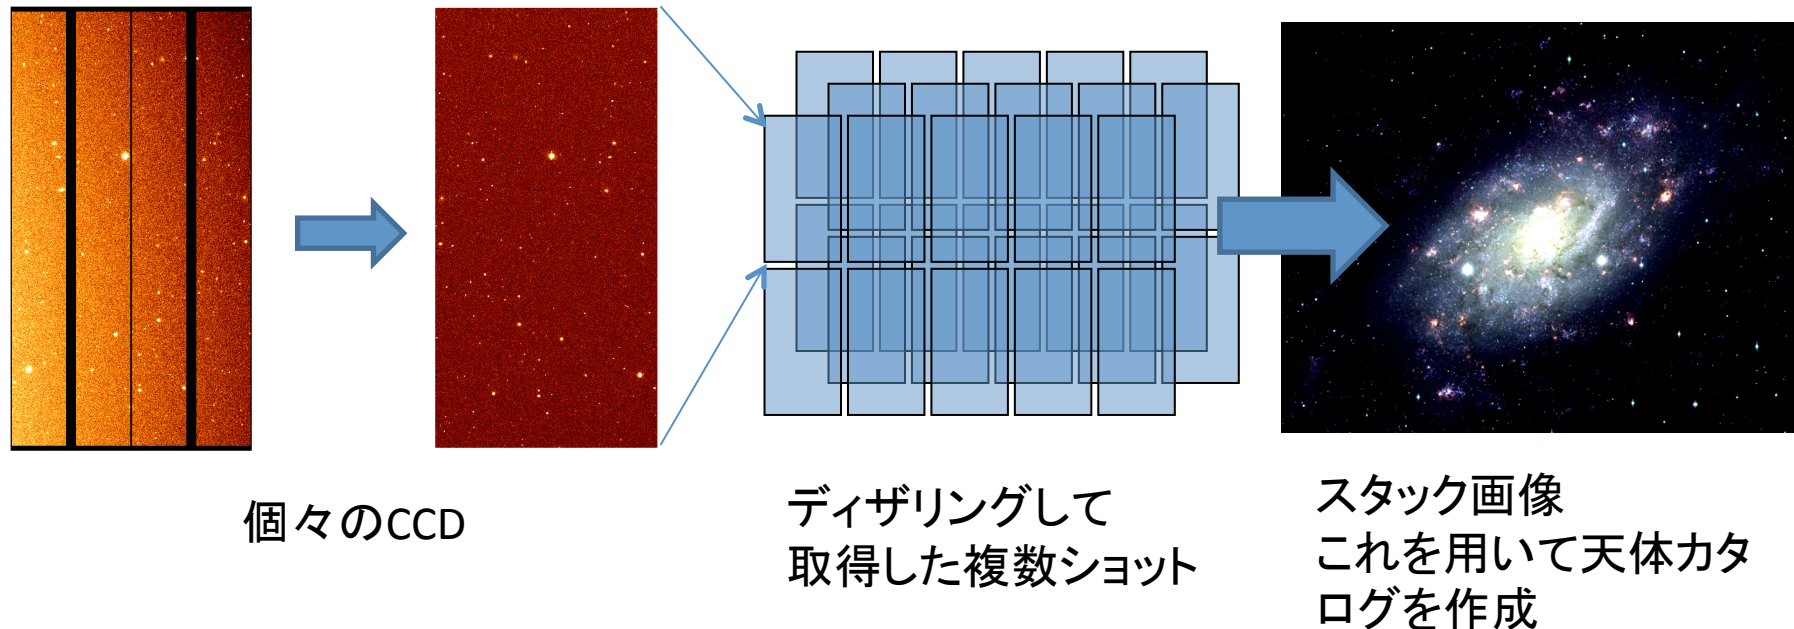 個々のCCD
ディザリングして
取得した複数ショット
スタック画像
これを用いて天体カタ
ログを作成